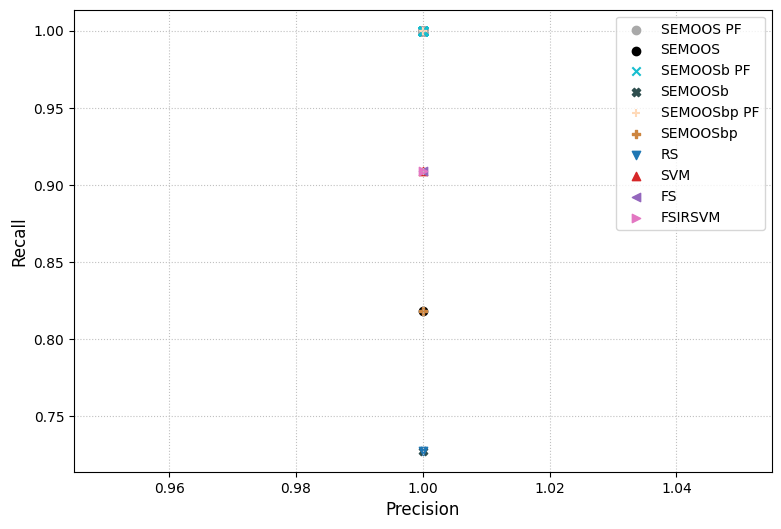 1.00
0.95
0.90
0.85
0.80
0.75
Recall
0.96
0.98
1.00
1.02
1.04
Precision
SEMOOS PF
SEMOOS
SEMOOSb PF
SEMOOSb
SEMOOSbp PF
SEMOOSbp
RS
SVM
FS
FSIRSVM